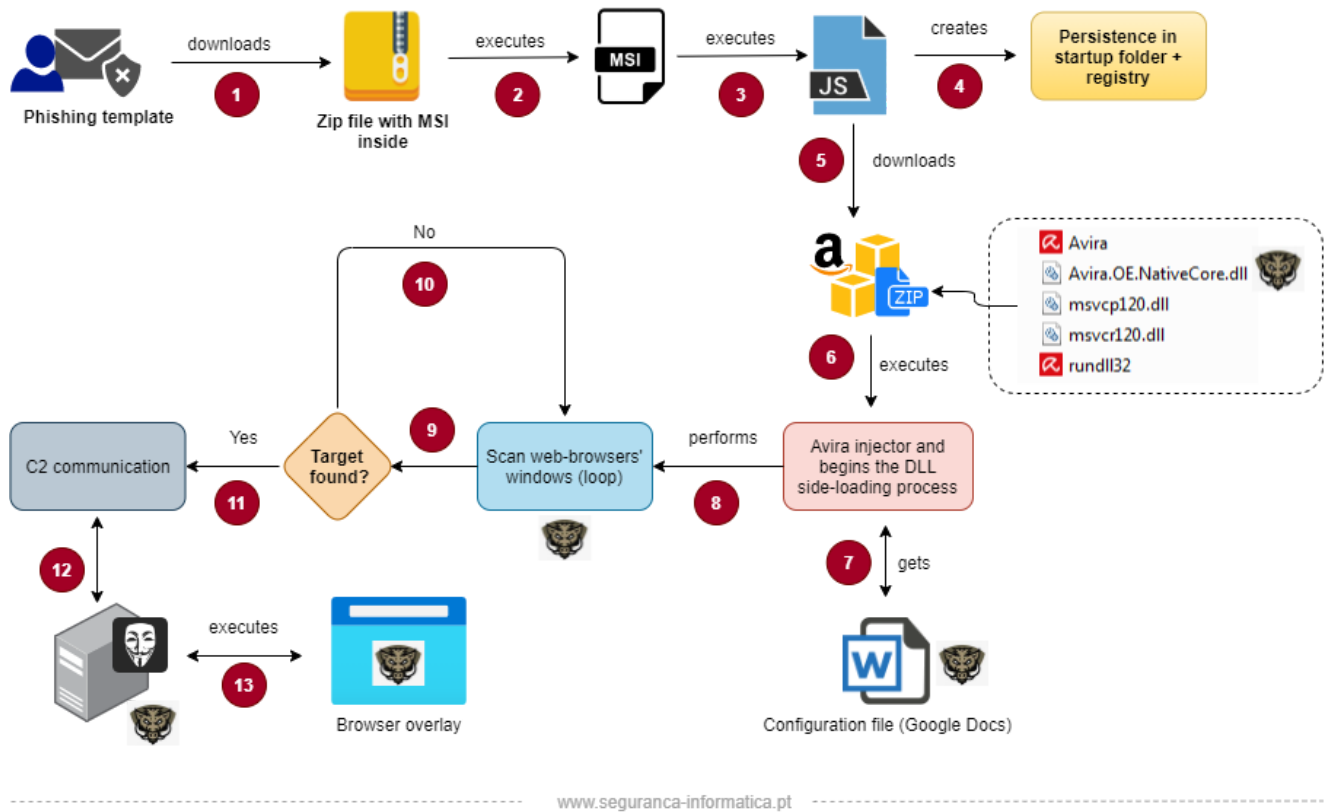 downloads
1
executes
2
MSI
executes
3
JS
creates
4
Persistence in
startup folder +
registry
Phishing template
Zip file with MSI
inside
5
downloads
No
10
a
ZIP
Avira
Avira.OE.NativeCore.dll
msvcp120.dll
msvcr120.dll
rundll32
6
executes
C2 communication
Yes
11
Target
found?
9
Scan web-browsers'
windows (loop)
performs
8
Avira injector and
begins the DLL
side-loading process
12
7
gets
executes
13
W
Browser overlay
Configuration file (Google Docs)
www.seguranca-informatica.pt